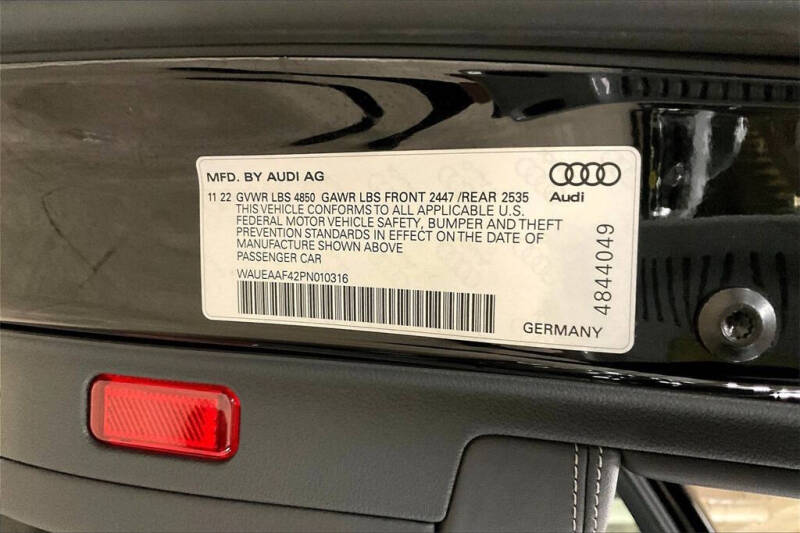 MFD. BY AUDI AG
11 22 GVWR LBS 4850 GAWR LBS FRONT 2447 /REAR 2535
THIS VEHICLE CONFORMS TO ALL APPLICABLE U.S.
FEDERAL MOTOR VEHICLE SAFETY, BUMPER AND THEFT
PREVENTION STANDARDS IN EFFECT ON THE DATE OF
MANUFACTURE SHOWN ABOVE
PASSENGER CAR
WAUEAAF42PN010316
Audi
4844049
GERMANY